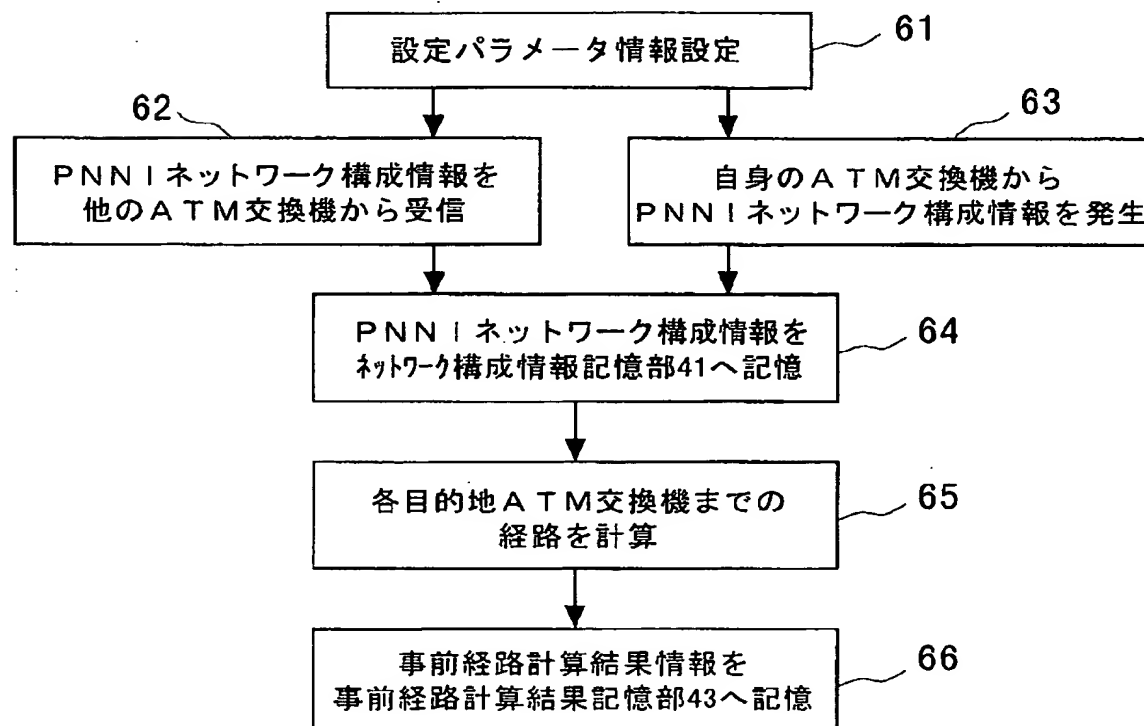 設定パラメータ情報設定
61
62
PNNIネットワーク構成情報を
他のATM交換機から受信
63
自身のATM交換機から
PNNIネットワーク構成情報を発生
PNNIネットワーク構成情報を
ネットワーク構成情報記憶部41へ記憶
64
各目的地ATM交換機までの
経路を計算
65
事前経路計算結果情報を
事前経路計算結果記憶部43へ記憶
66